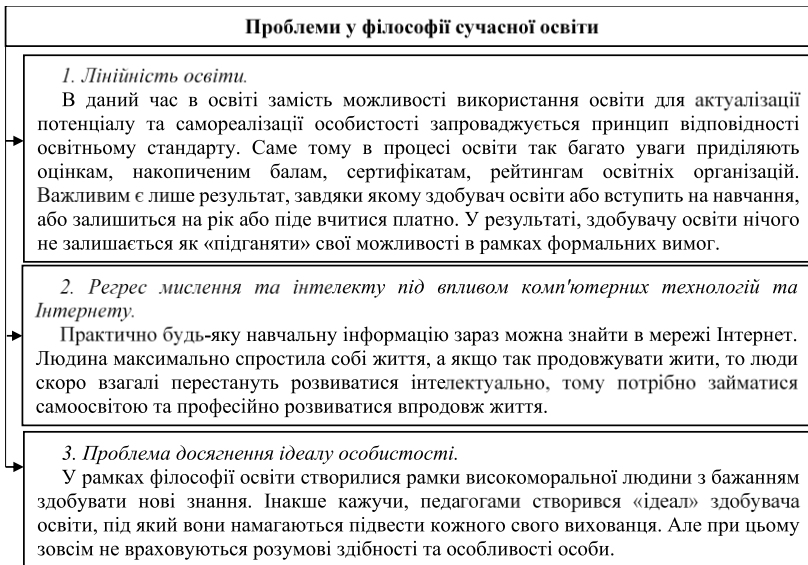 Проблеми у філософії сучасної освіти
1. Лінійність освіти.
В даний час в освіті замість можливості використання освіти для актуалізації
потенціалу та самореалізації особистості запроваджується принцип відповідності
освітньому стандарту. Саме тому в процесі освіти так багато уваги приділяють
оцінкам, накопиченим балам, сертифікатам, рейтингам освітніх організацій.
Важливим є лише результат, завдяки якому здобувач освіти або вступить на навчання,
або залишиться на рік або піде вчитися платно. У результаті, здобувачу освіти нічого
не залишається як «підганяти» свої можливості в рамках формальних вимог.
2. Регрес мислення та інтелекту під впливом комп'ютерних технологій та
Інтернету.
Практично будь-яку навчальну інформацію зараз можна знайти в мережі Інтернет.
Людина максимально спростила собі життя, а якщо так продовжувати жити, то люди
скоро взагалі перестануть розвиватися інтелектуально, тому потрібно займатися
самоосвітою та професійно розвиватися впродовж життя.
3. Проблема досягнення ідеалу особистості.
У рамках філософії освіти створилися рамки високоморальної людини з бажанням
здобувати нові знання. Інакше кажучи, педагогами створився «ідеал» здобувача
освіти, під який вони намагаються підвести кожного свого вихованця. Але при цьому
зовсім не враховуються розумові здібності та особливості особи.